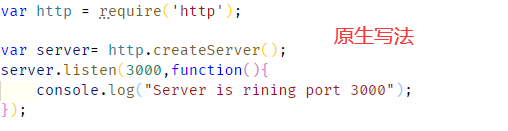 var http = require('http');
var server= http.createServer();
原生写法
server.listen(3000,function(){
console.log("Server is rining port 3000");
});